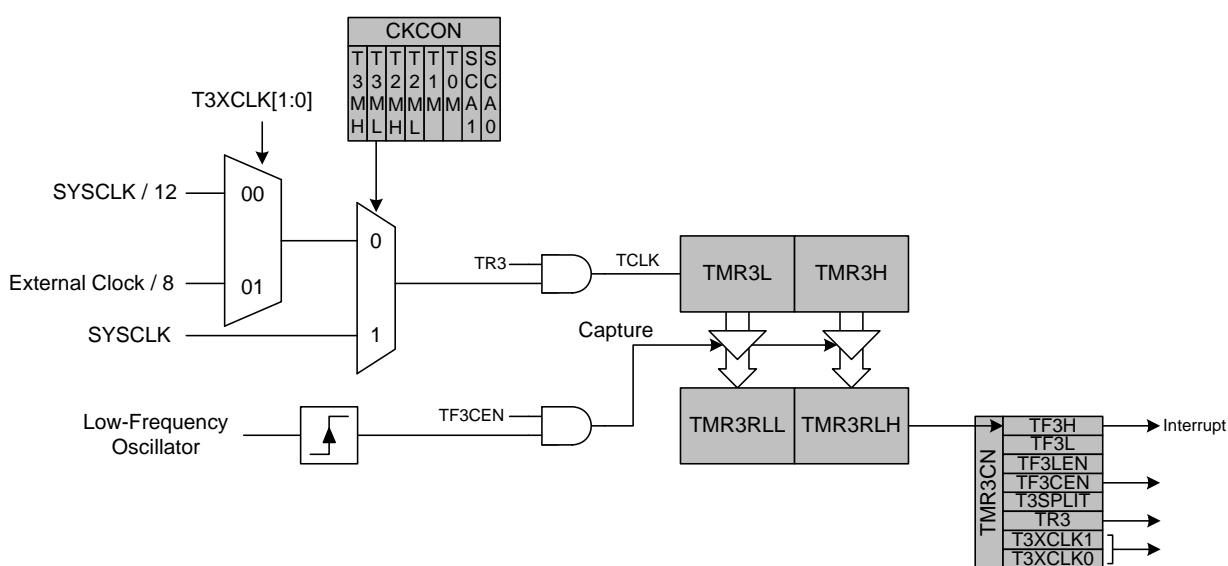 CKCON
T3MH T3ML T2MH T2ML T1M T0M SCA1 SCA0
T3XCLK[1:0]
SYSCLK / 12
00
External Clock / 8
01
SYSCLK
0
1
TR3
TCLK
TMR3L
TMR3H
Capture
TF3CEN
Low-Frequency
Oscillator
TMR3RLL
TMR3RLH
TMR3CN
TF3H
Interrupt
TF3L
TF3LEN
TF3CEN
T3SPLIT
TR3
T3XCLK1
T3XCLK0